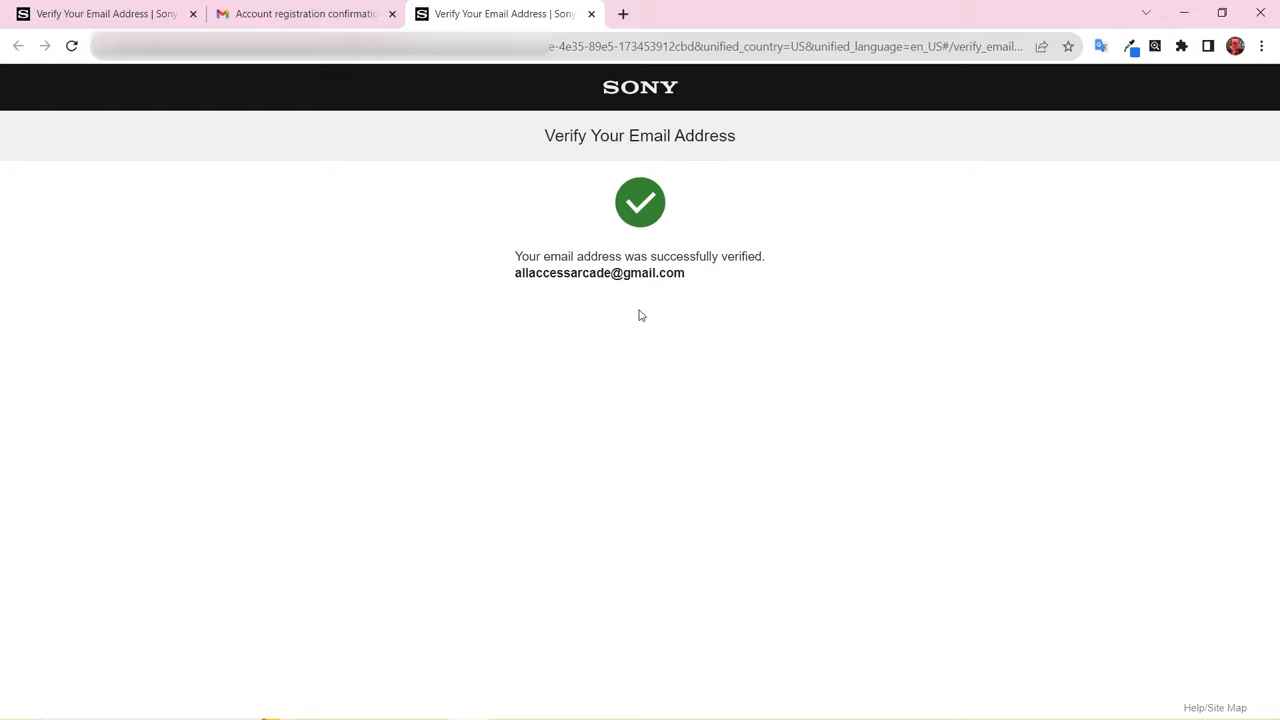 Verify Your Email Address | Sony
Account registration confirmatio
Verify Your Email Address | Sony
e-4e35-89e5-173453912cbd&unified_country=US&unified_language=en_US#/verify_email...
SONY
Verify Your Email Address
Your email address was successfully verified.
allaccessarcade@gmail.com
Help/Site Map